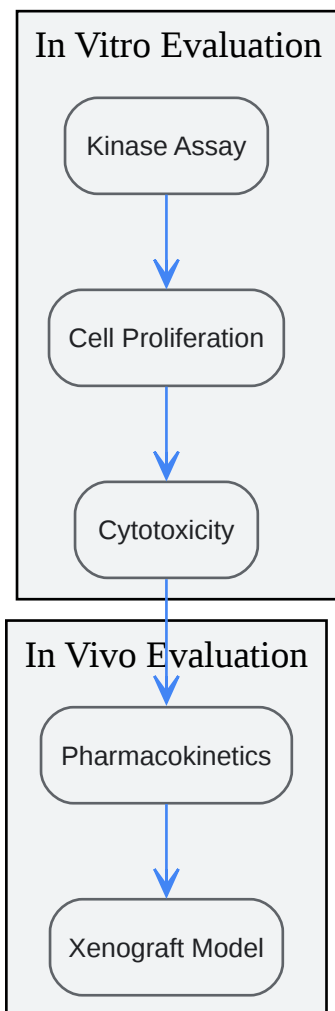 In Vitro Evaluation
Kinase Assay
Cell Proliferation
Cytotoxicity
In Vivo Evaluation
Pharmacokinetics
Xenograft Model